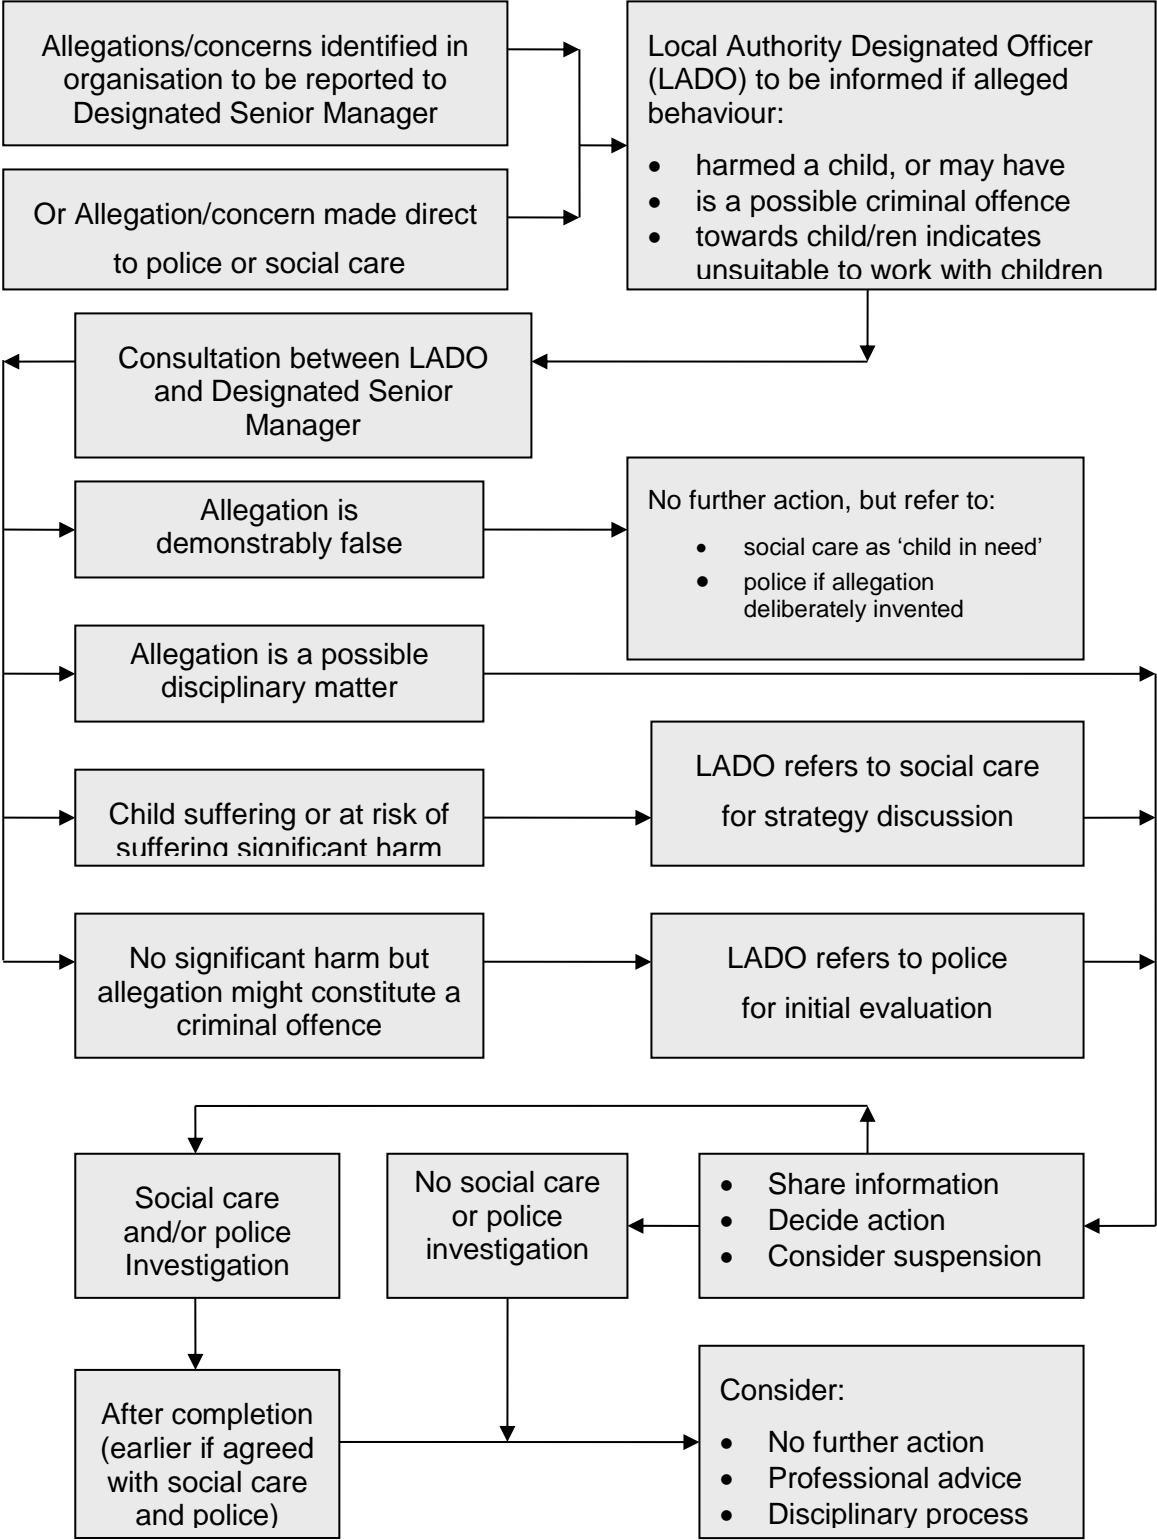 Allegations/concerns identified in
organisation to be reported to
Designated Senior Manager
Or Allegation/concern made direct
to police or social care
Local Authority Designated Officer
(LADO) to be informed if alleged
behaviour:
• harmed a child, or may have
• is a possible criminal offence
• towards child/ren indicates
unsuitable to work with children
Consultation between LADO
and Designated Senior
Manager
Allegation is
demonstrably false
No further action, but refer to:
• social care as ‘child in need’
• police if allegation
deliberately invented
Allegation is a possible
disciplinary matter
Child suffering or at risk of
suffering significant harm
LADO refers to social care
for strategy discussion
No significant harm but
allegation might constitute a
criminal offence
LADO refers to police
for initial evaluation
Social care
and/or police
Investigation
No social care
or police
investigation
• Share information
• Decide action
• Consider suspension
After completion
(earlier if agreed
with social care
and police)
Consider:
• No further action
• Professional advice
• Disciplinary process